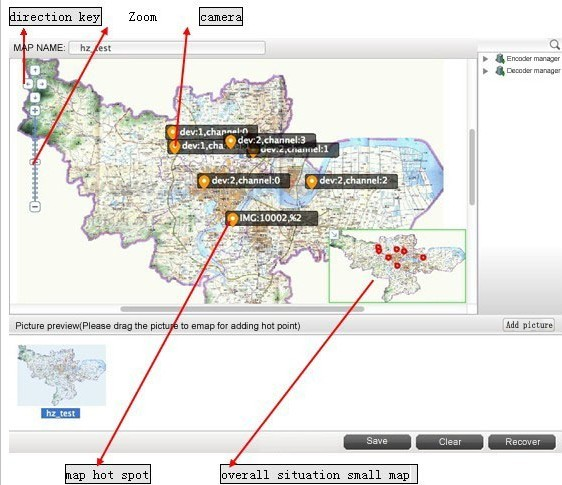 direction key Zoom camera
MAP NAME: hz_test
Encoder manager
Decoder manager
dev:1,channel:0
dev:2,channel:3
dev:1,cha
dev:2,channel:1
dev:2,channel:0
dev:2,channel:2
IMG:10002,%2
Picture preview(Please drag the picture to emap for adding hot point)
Add picture
hz_test
Save Clear Recover
map hot spot
overall situation small map